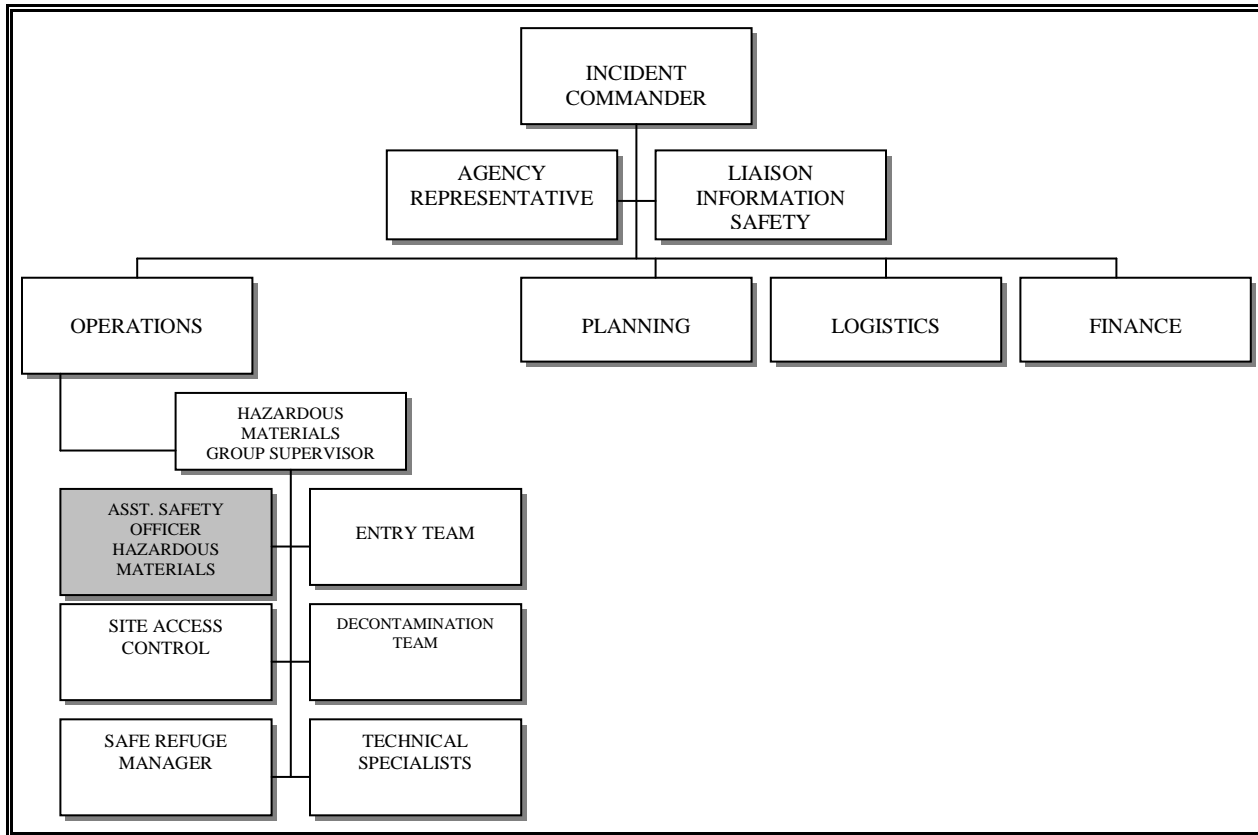 INCIDENT
COMMANDER
AGENCY
REPRESENTATIVE
LIAISON
INFORMATION
SAFETY
OPERATIONS
PLANNING
LOGISTICS
FINANCE
HAZARDOUS
MATERIALS
GROUP SUPERVISOR
ASST. SAFETY
OFFICER
HAZARDOUS
MATERIALS
ENTRY TEAM
SITE ACCESS
CONTROL
DECONTAMINATION
TEAM
SAFE REFUGE
MANAGER
TECHNICAL
SPECIALISTS